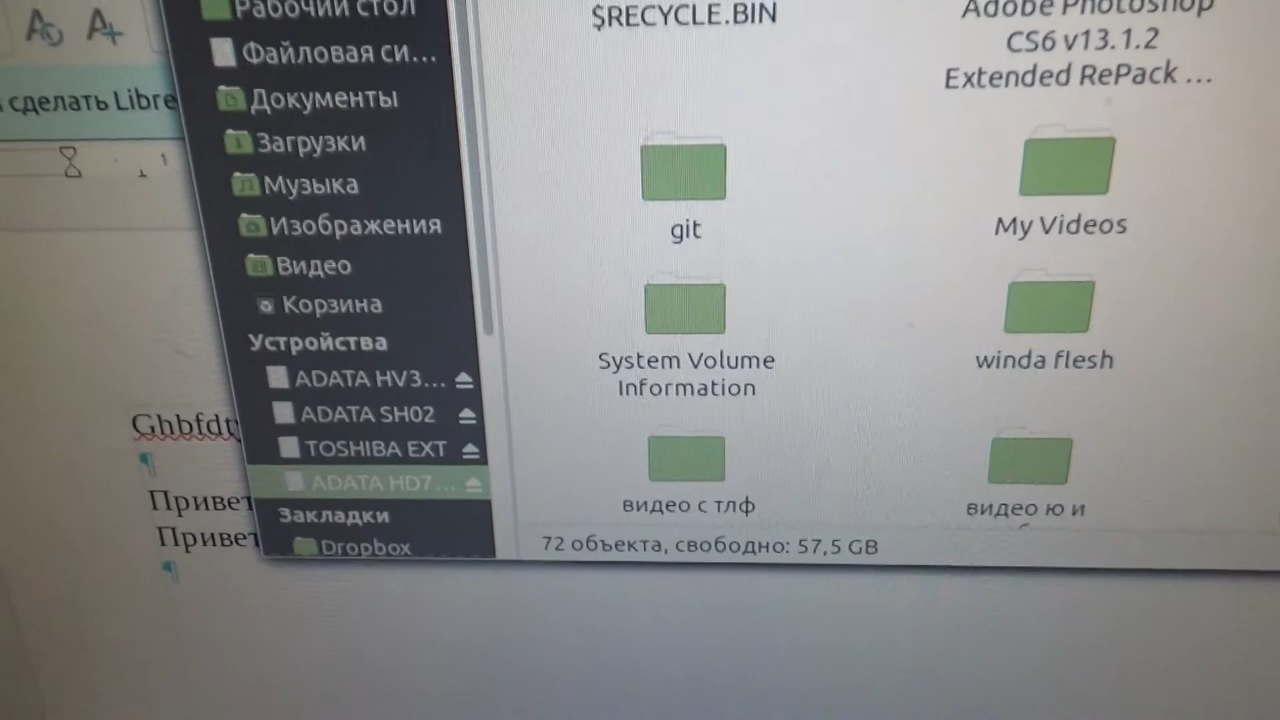 Рабочий стол
Файловая си...
Документы
Загрузки
Музыка
Изображения
Видео
Корзина
Устройства
ADATA HV3...
ADATA SH02
TOSHIBA EXT
ADATA HD7...
Закладки
Dropbox
$RECYCLE.BIN
Adobe Photoshop
CS6 v13.1.2
Extended RePack ...
git
My Videos
System Volume
Information
winda flesh
видео с тлф
видео ю и
72 объекта, свободно: 57,5 GB
сделать Libre
Ghbfdt
¶
Привет
Привет
¶